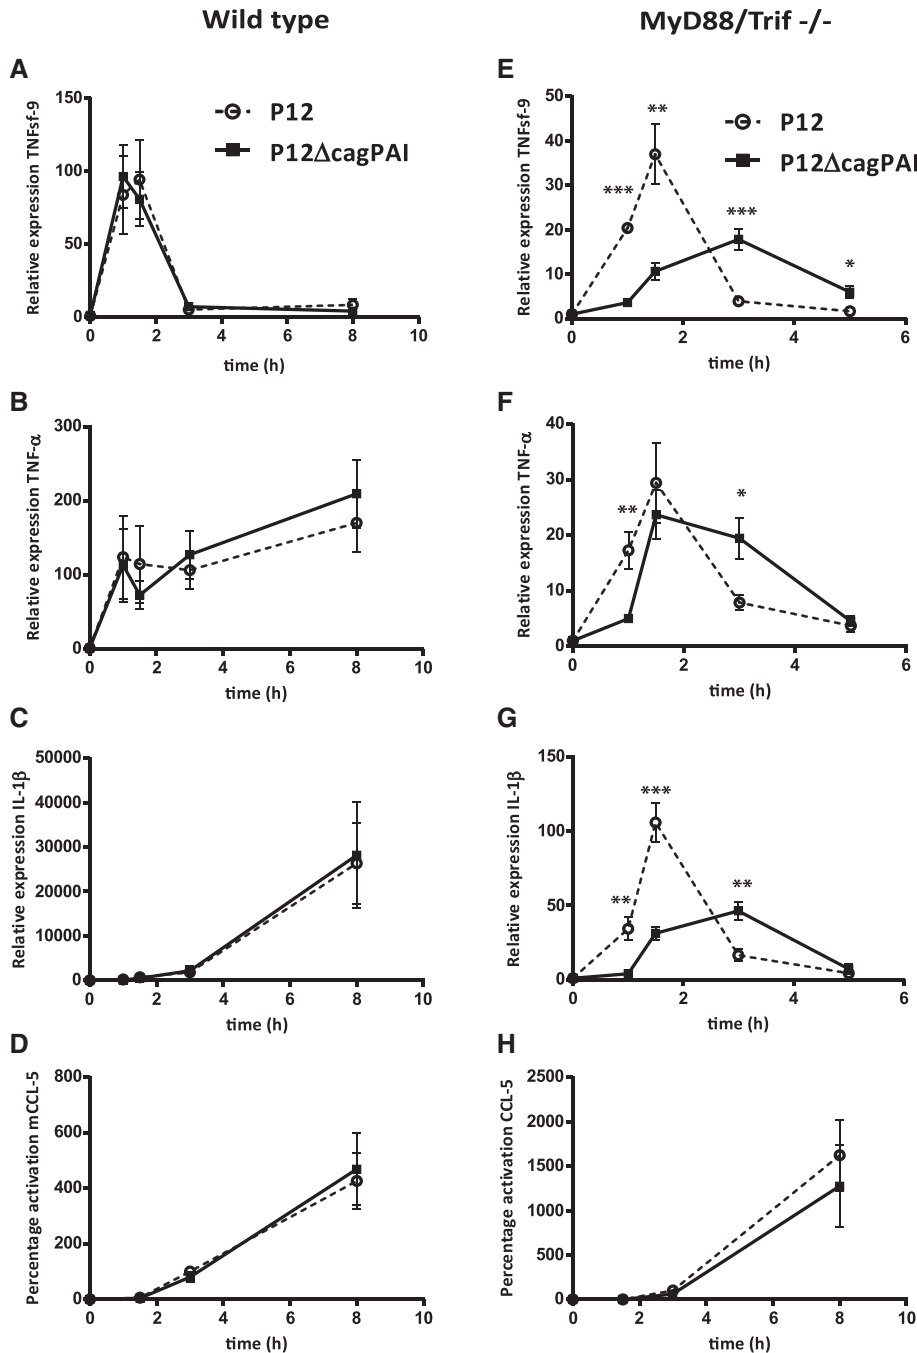 Wild type
MyD88/Trif -/-
A
Relative expression TNFsf-9
150
100
50
0
0 2 4 6 8 10
time (h)
P12
P12ΔcagPAI
E
Relative expression TNFsf-9
50
40
30
20
10
0
0 2 4 6
time (h)
***
**
***
*
P12
P12ΔcagPAI
B
Relative expression TNF-α
300
200
100
0
0 2 4 6 8 10
time (h)
F
Relative expression TNF-α
40
30
20
10
0
0 2 4 6
time (h)
**
*
C
Relative expression IL-1β
50000
40000
30000
20000
10000
0
0 2 4 6 8 10
time (h)
G
Relative expression IL-1β
150
100
50
0
0 2 4 6
time (h)
**
***
**
D
Percentage activation mCCL-5
800
600
400
200
0
0 2 4 6 8 10
time (h)
H
Percentage activation CCL-5
2500
2000
1500
1000
500
0
0 2 4 6 8 10
time (h)